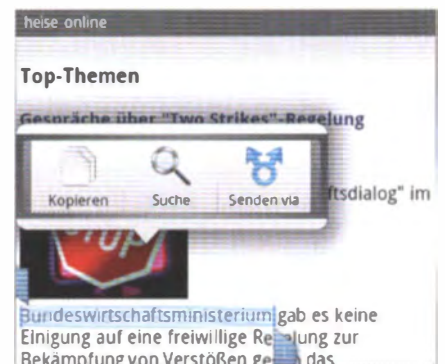 heise online
Top-Themen
Gespräche über "Two Strikes"-Regelung
Kopieren Suche Senden via
ftsdialog" im
STOP
Bundeswirtschaftsministerium gab es keine
Einigung auf eine freiwillige zur
Bekämpfung von Verstößen das